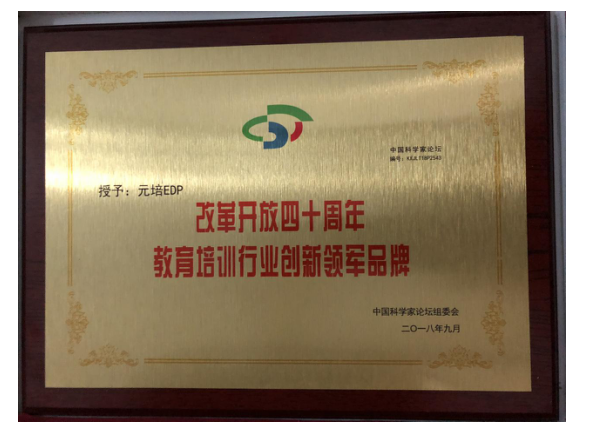 中国科学家论坛
授予：元培EDP
改革开放四十周年
教育培训行业创新领军品牌
中国科学家论坛组委会
二〇一八年九月